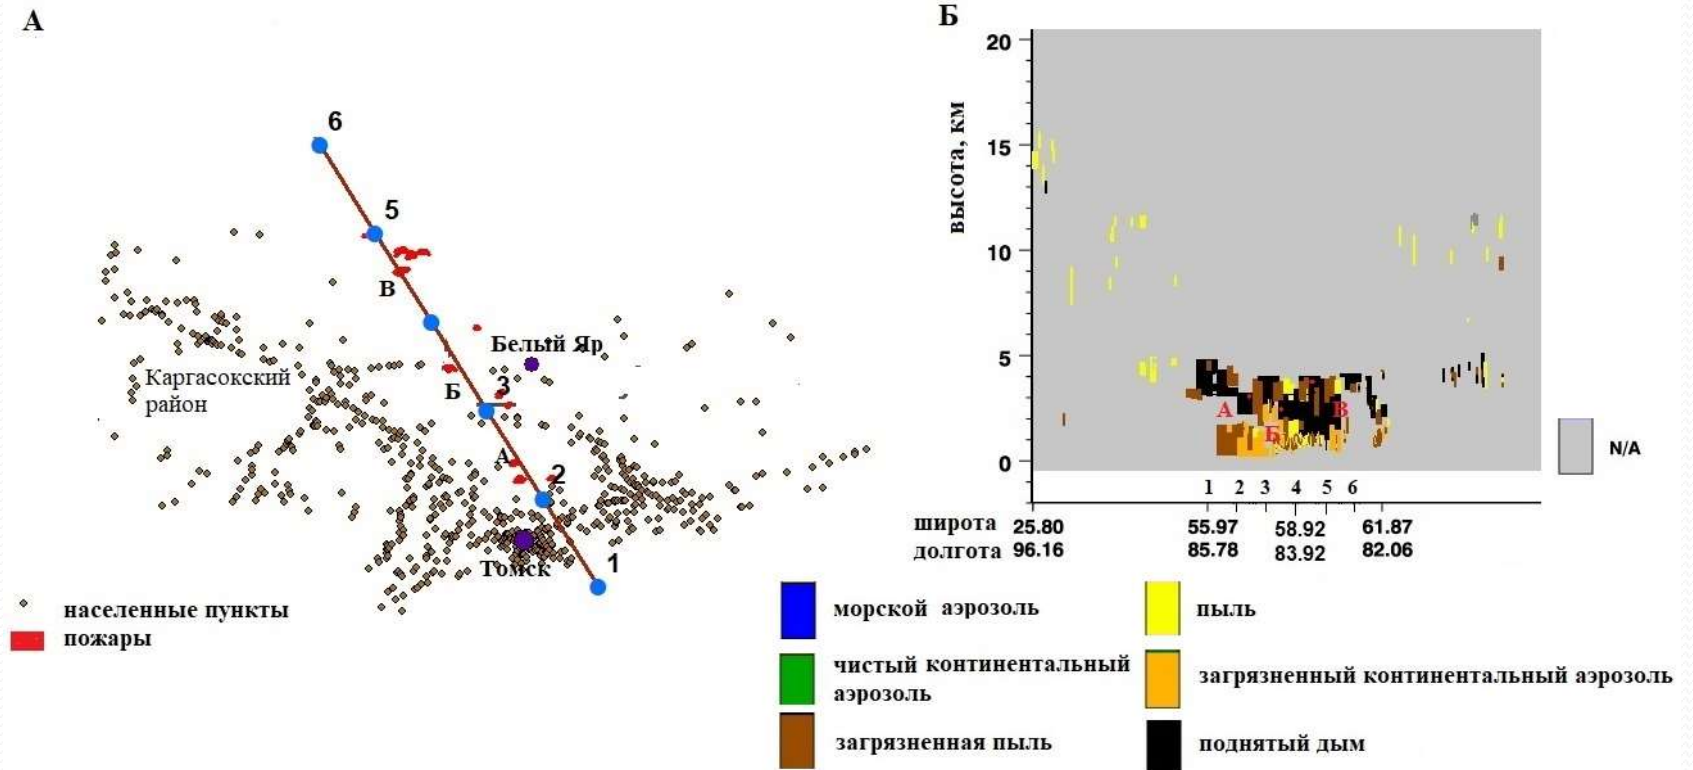 А
6
5
В
Белый Яр
Каргасокский
район
Б
3
А
2
Томск
1
населенные пункты
пожары
Б
высота, км
20
15
10
5
0
А
Б
В
N/A
1 2 3 4 5 6
широта 25.80 55.97 58.92 61.87
долгота 96.16 85.78 83.92 82.06
морской аэрозоль
пыль
чистый континентальный
аэрозоль
загрязненный континентальный аэрозоль
загрязненная пыль
поднятый дым